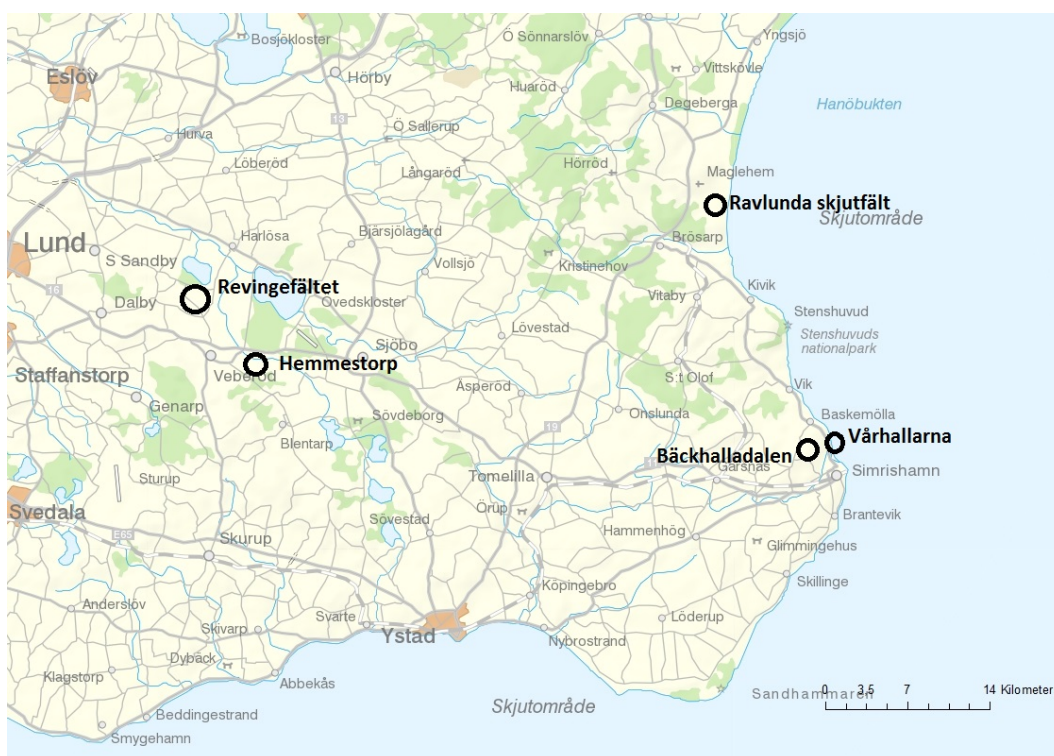 Bosjökloster
Ö Sönnarslöv
Yngsjö
Eslöv
Hörby
Vittskövle
Huaröd
Degeberga
Hanöbukten
13
Hurva
Ö Sallerup
Löberöd
Långaröd
Hörröd
Maglehem
Ravlunda skjutfält
Skjutområde
Lund
Harlösa
Bjärsjölagård
Brösarp
S Sandby
Vollsjö
Kristinehov
Revingefältet
16
Dalby
Övedskloster
Vitaby
Kivik
Stenshuvud
Lövestad
Stenshuvuds
nationalpark
Sjöbo
Hemmestorp
Staffanstorp
Veberöd
S:t Olof
Äsperöd
Vik
Genarp
Sövdeborg
Onslunda
Baskemölla
Blentarp
19
Vårhallarna
Bäckhalladalen
Tomelilla
Gärsnäs
Simrishamn
Sturup
Svedala
Örup
Sövestad
Brantevik
E65
Skurup
Hammenhög
Glimmingehus
Skillinge
Köpingebro
Anderslöv
Svarte
Löderup
Skivarp
Ystad
Nybrostrand
Dybäck
Klagstorp
Abbekås
Sandhammaren
0 3,5 7 14 Kilometer
Skjutområde
Beddingestrand
Smygehamn